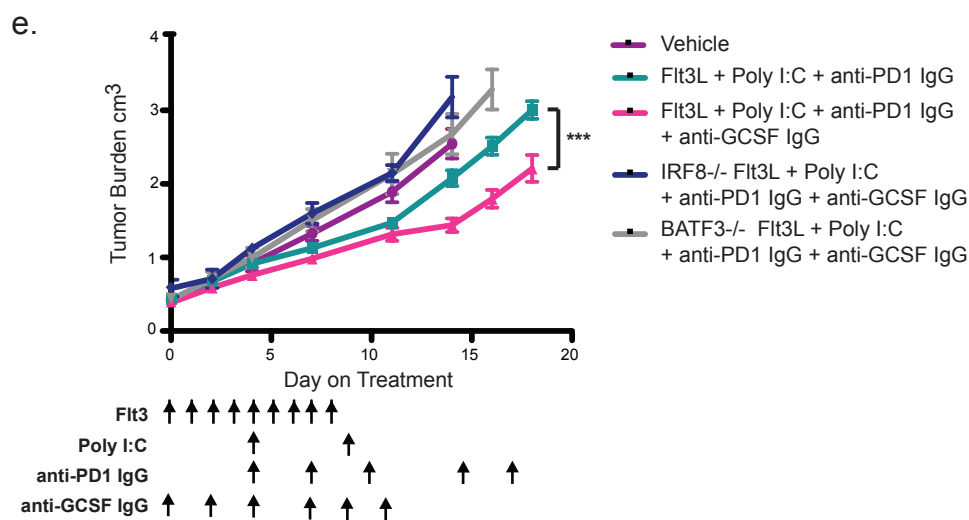 e.
4
3
2
1
0
Tumor Burden cm3
0
5
10
15
20
Day on Treatment
***
Vehicle
Flt3L + Poly I:C + anti-PD1 IgG
Flt3L + Poly I:C + anti-PD1 IgG
+ anti-GCSF IgG
IRF8-/- Flt3L + Poly I:C
+ anti-PD1 IgG + anti-GCSF IgG
BATF3-/- Flt3L + Poly I:C
+ anti-PD1 IgG + anti-GCSF IgG
Flt3
Poly I:C
anti-PD1 IgG
anti-GCSF IgG